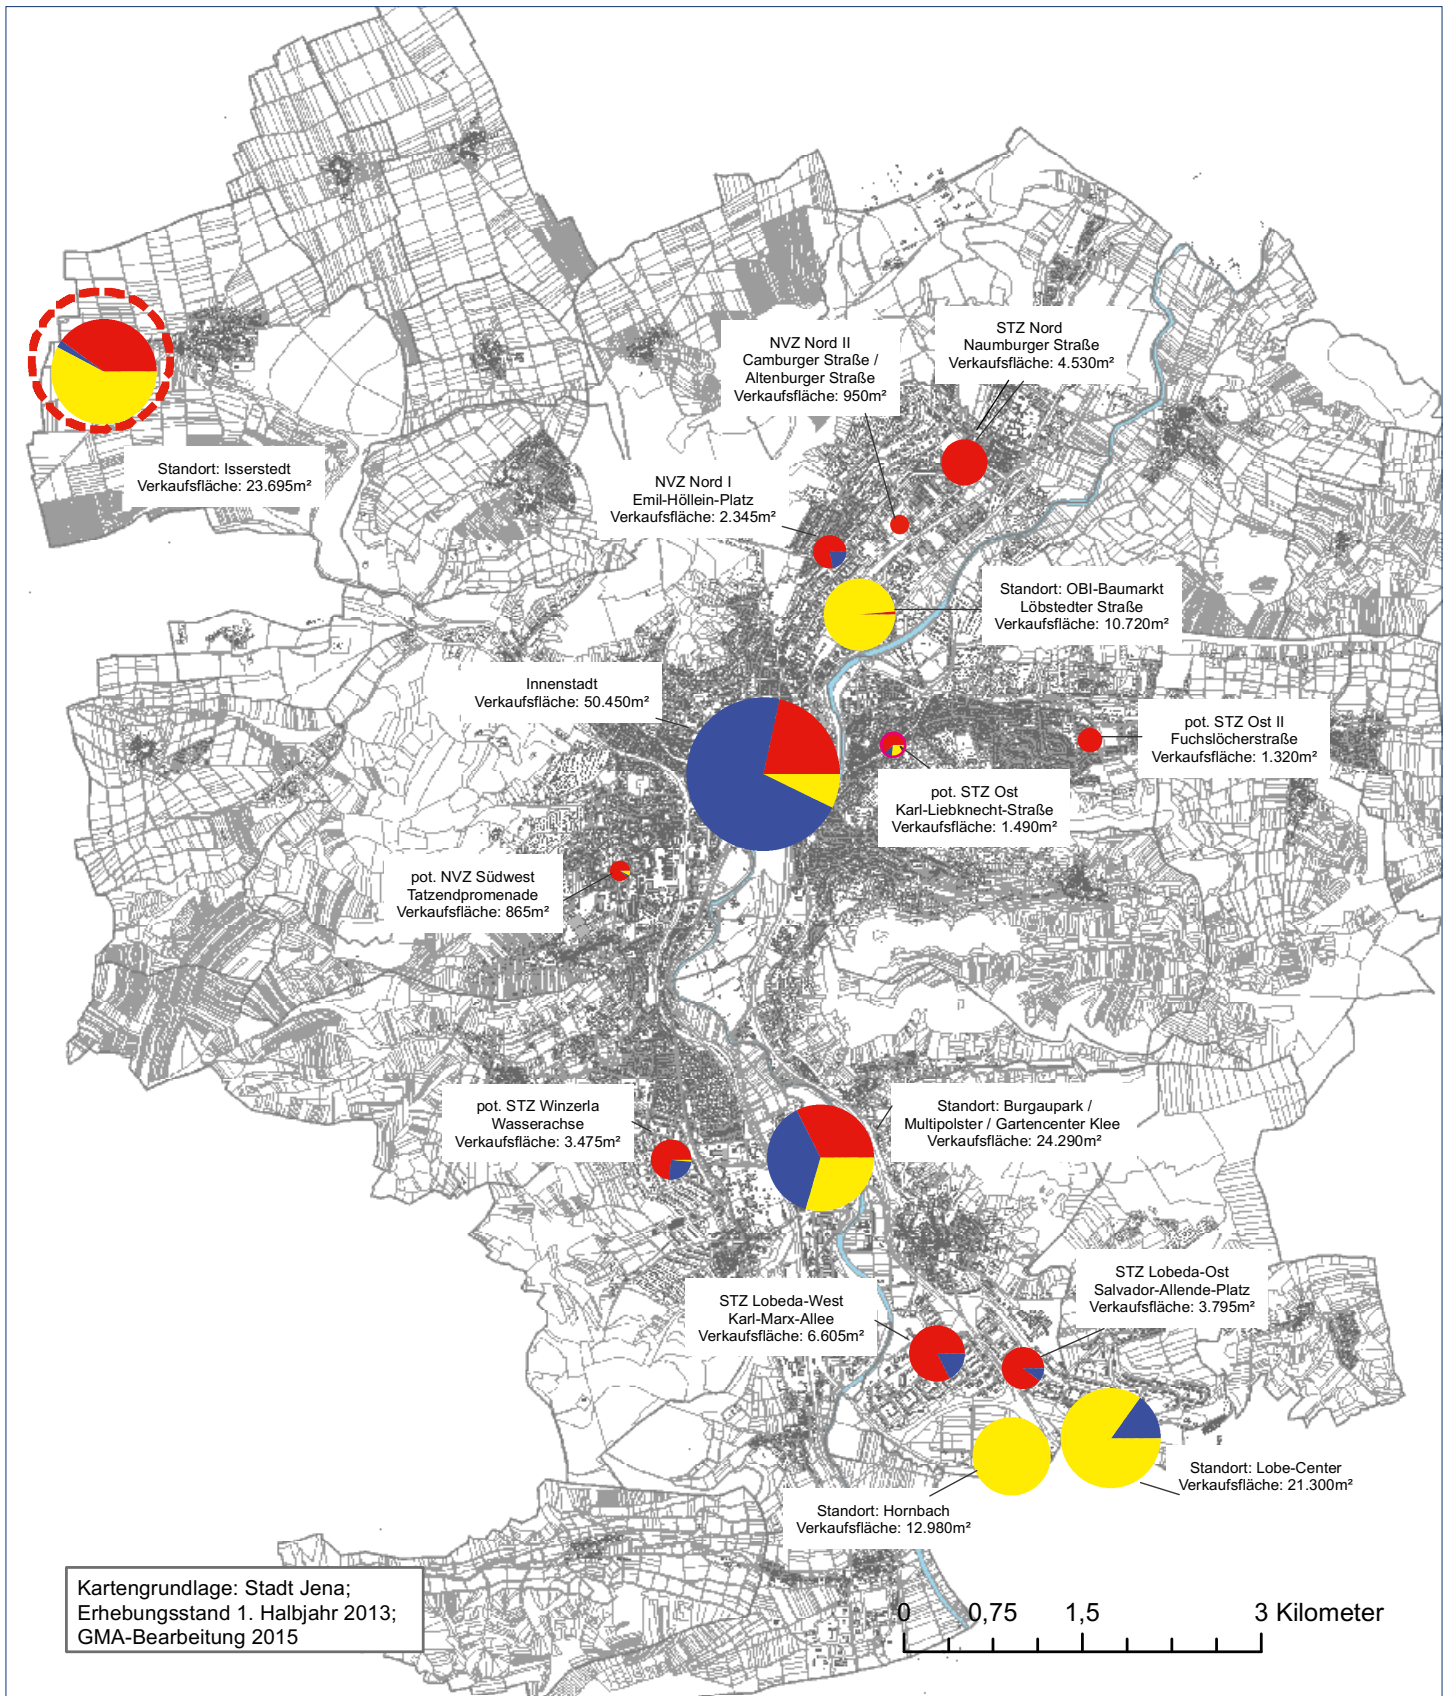 STZ Nord
Naumburger Straße
Verkaufsfläche: 4.530m²
NVZ Nord II
Camburger Straße /
Altenburger Straße
Verkaufsfläche: 950m²
Standort: Isserstedt
Verkaufsfläche: 23.695m²
NVZ Nord I
Emil-Höllein-Platz
Verkaufsfläche: 2.345m²
Standort: OBI-Baumarkt
Löbstedter Straße
Verkaufsfläche: 10.720m²
Innenstadt
Verkaufsfläche: 50.450m²
pot. STZ Ost II
Fuchslöcherstraße
Verkaufsfläche: 1.320m²
pot. STZ Ost
Karl-Liebknecht-Straße
Verkaufsfläche: 1.490m²
pot. NVZ Südwest
Tatzendpromenade
Verkaufsfläche: 865m²
pot. STZ Winzerla
Wasserachse
Verkaufsfläche: 3.475m²
Standort: Burgaupark /
Multipolster / Gartencenter Klee
Verkaufsfläche: 24.290m²
STZ Lobeda-Ost
Salvador-Allende-Platz
Verkaufsfläche: 3.795m²
STZ Lobeda-West
Karl-Marx-Allee
Verkaufsfläche: 6.605m²
Standort: Lobe-Center
Verkaufsfläche: 21.300m²
Standort: Hornbach
Verkaufsfläche: 12.980m²
Kartengrundlage: Stadt Jena;
Erhebungsstand 1. Halbjahr 2013;
GMA-Bearbeitung 2015
0 0,75 1,5 3 Kilometer